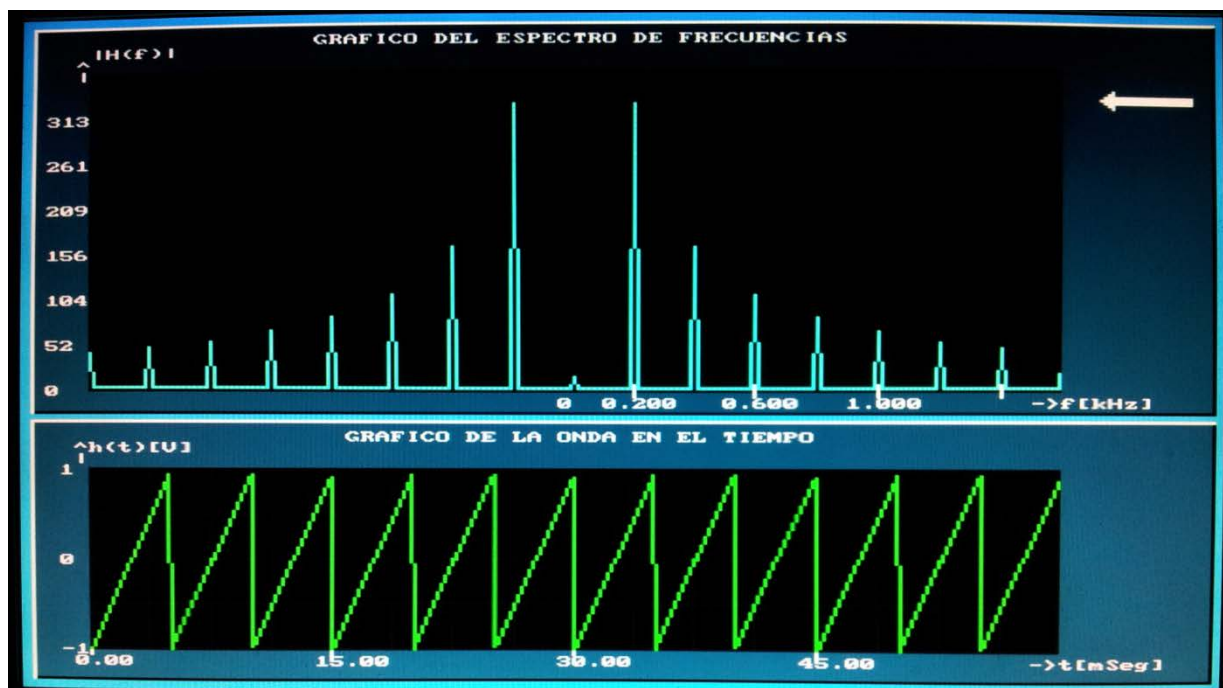 GRAFICO DEL ESPECTRO DE FRECUENCIAS
|H(f)|
313
261
209
156
104
52
0
0 0.200 0.600 1.000 ->f[kHz]
GRAFICO DE LA ONDA EN EL TIEMPO
^h(t)[V]
1
0
-1
0.00 15.00 30.00 45.00 ->t[mSeg]